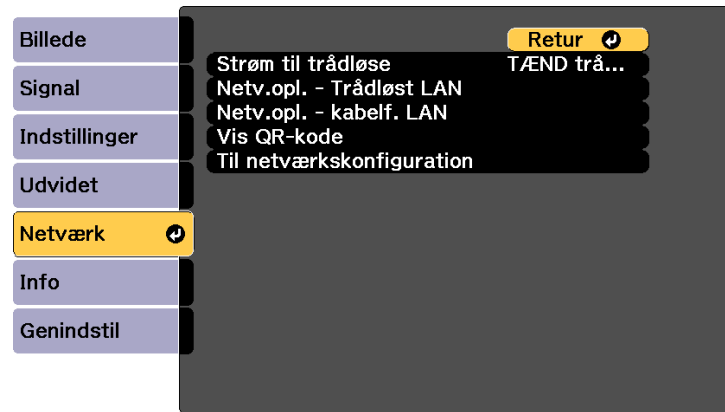 Billede
Signal
Indstillinger
Udvidet
Netværk
Info
Genindstil
Retur
Strøm til trådløse TÆND trå...
Netv.opl. - Trådløst LAN
Netv.opl. - kabelf. LAN
Vis QR-kode
Til netværkskonfiguration